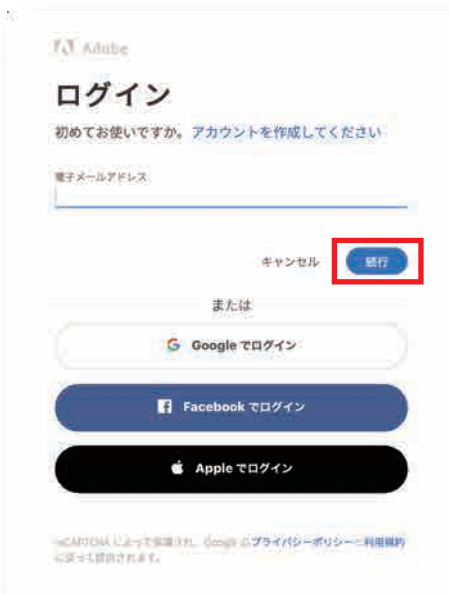 Adobe
ログイン
初めてお使いですか。 アカウントを作成してください
電子メールアドレス
キャンセル 続行
または
Google でログイン
Facebook でログイン
Apple でログイン
reCAPTCHA によって保護され、Google のプライバシーポリシーと利用規約
に従って提供されます。